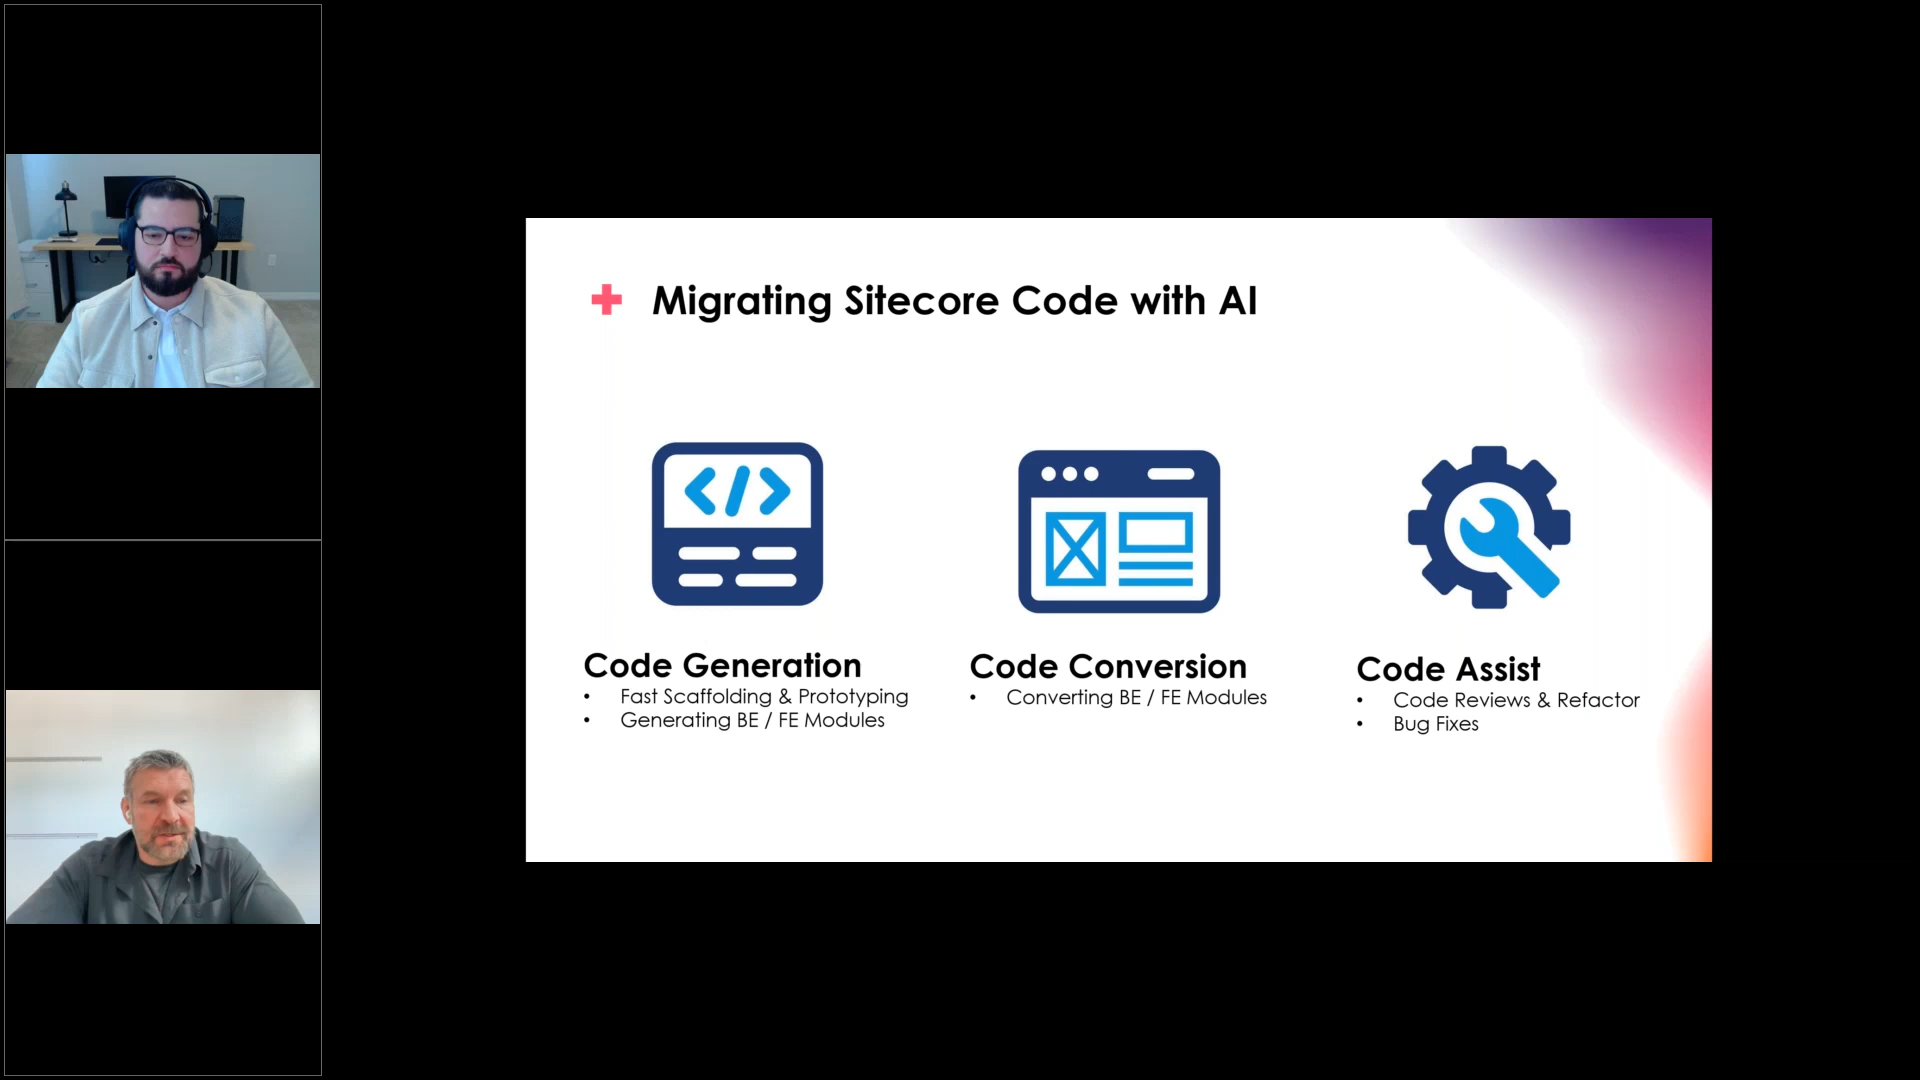 Migrating Sitecore Code with AI
Code Generation
• Fast Scaffolding & Prototyping
• Generating BE / FE Modules
Code Conversion
• Converting BE / FE Modules
Code Assist
• Code Reviews & Refactor
• Bug Fixes